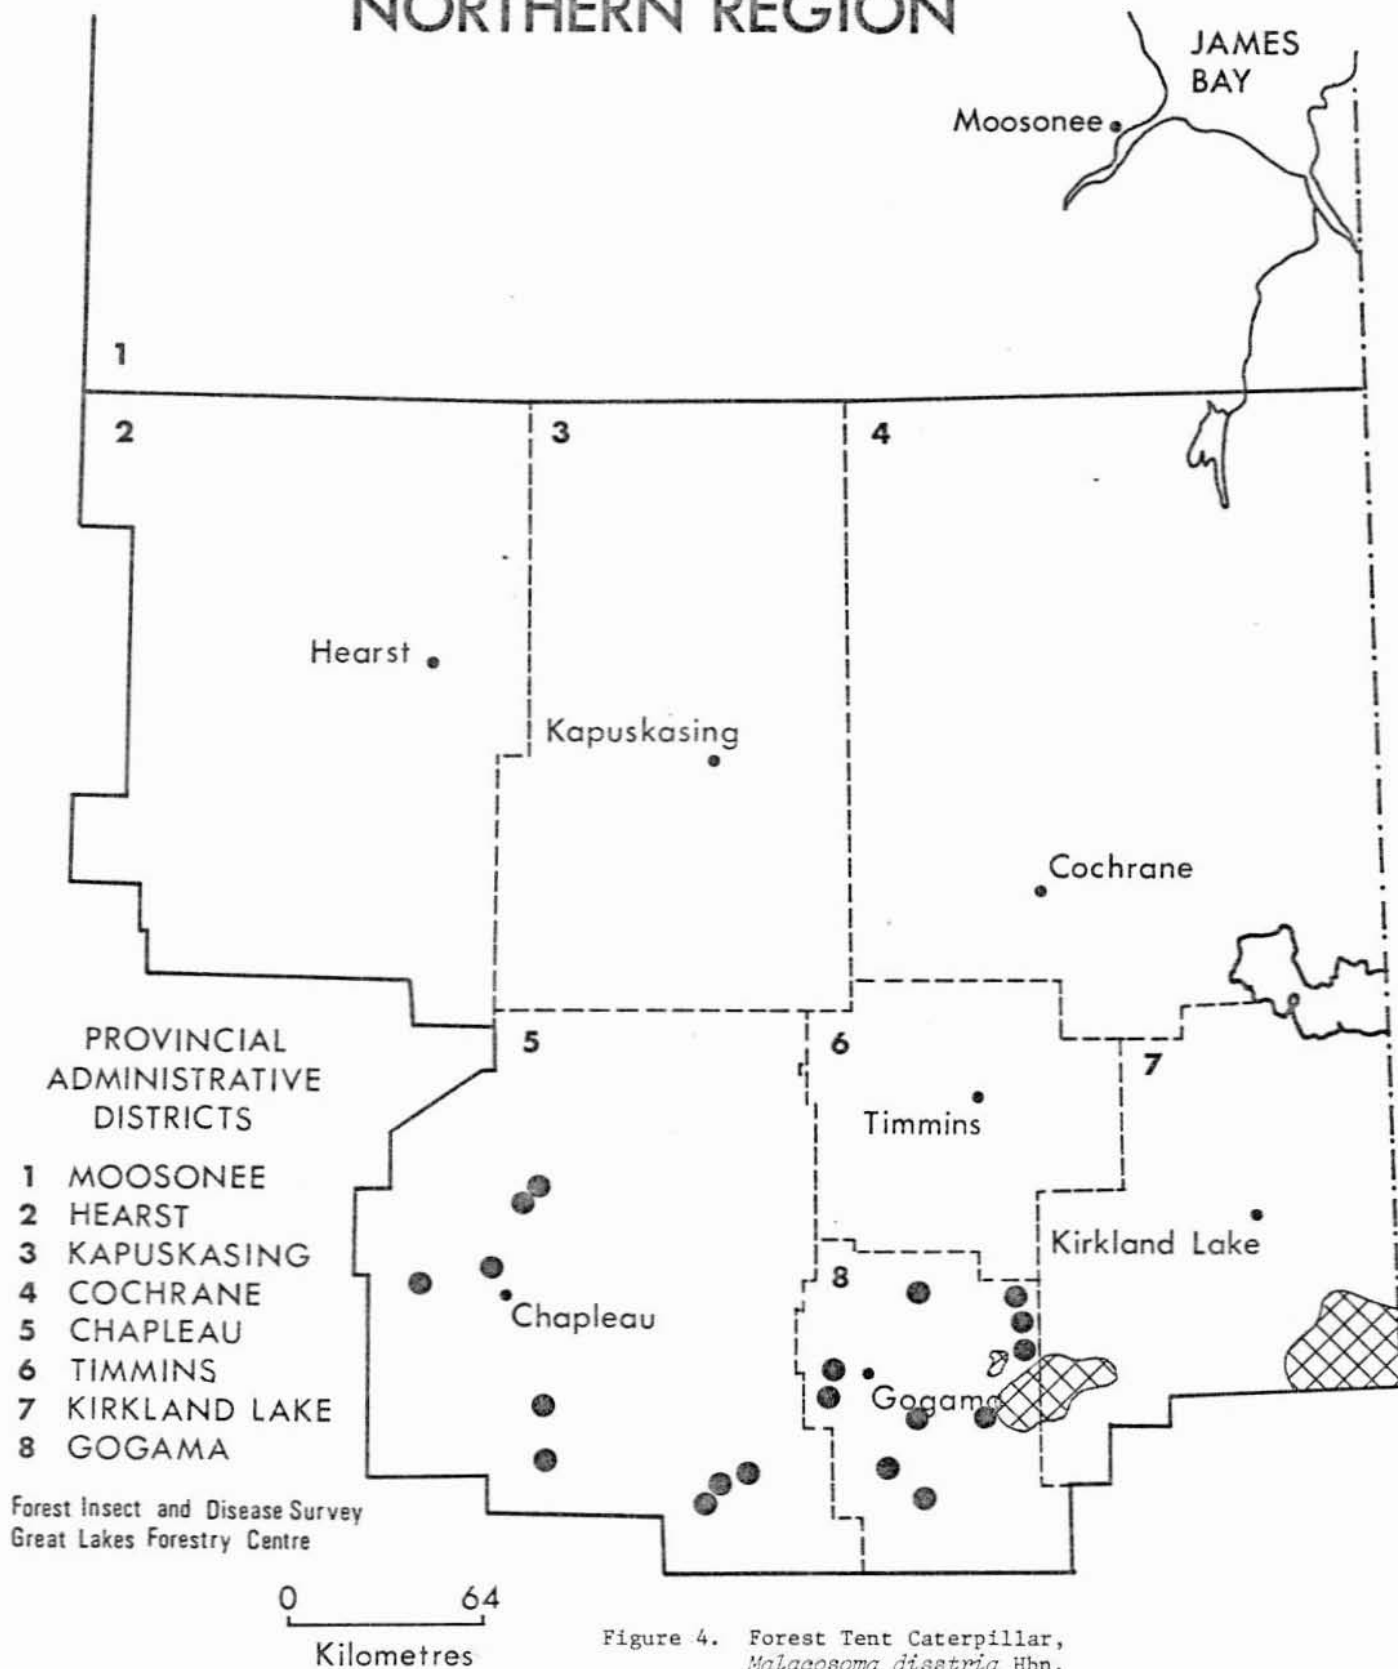 NORTHERN REGION
JAMES
BAY
Moosonee
1
2
3
4
Hearst
Kapuskasing
Cochrane
5
6
7
Timmins
Kirkland Lake
8
Chapleau
Gogama
PROVINCIAL
ADMINISTRATIVE
DISTRICTS
1 MOOSONEE
2 HEARST
3 KAPUSKASING
4 COCHRANE
5 CHAPLEAU
6 TIMMINS
7 KIRKLAND LAKE
8 GOGAMA
Forest Insect and Disease Survey
Great Lakes Forestry Centre
0 64
Kilometres
Figure 4. Forest Tent Caterpillar,
Malacosoma disstria Hbn.